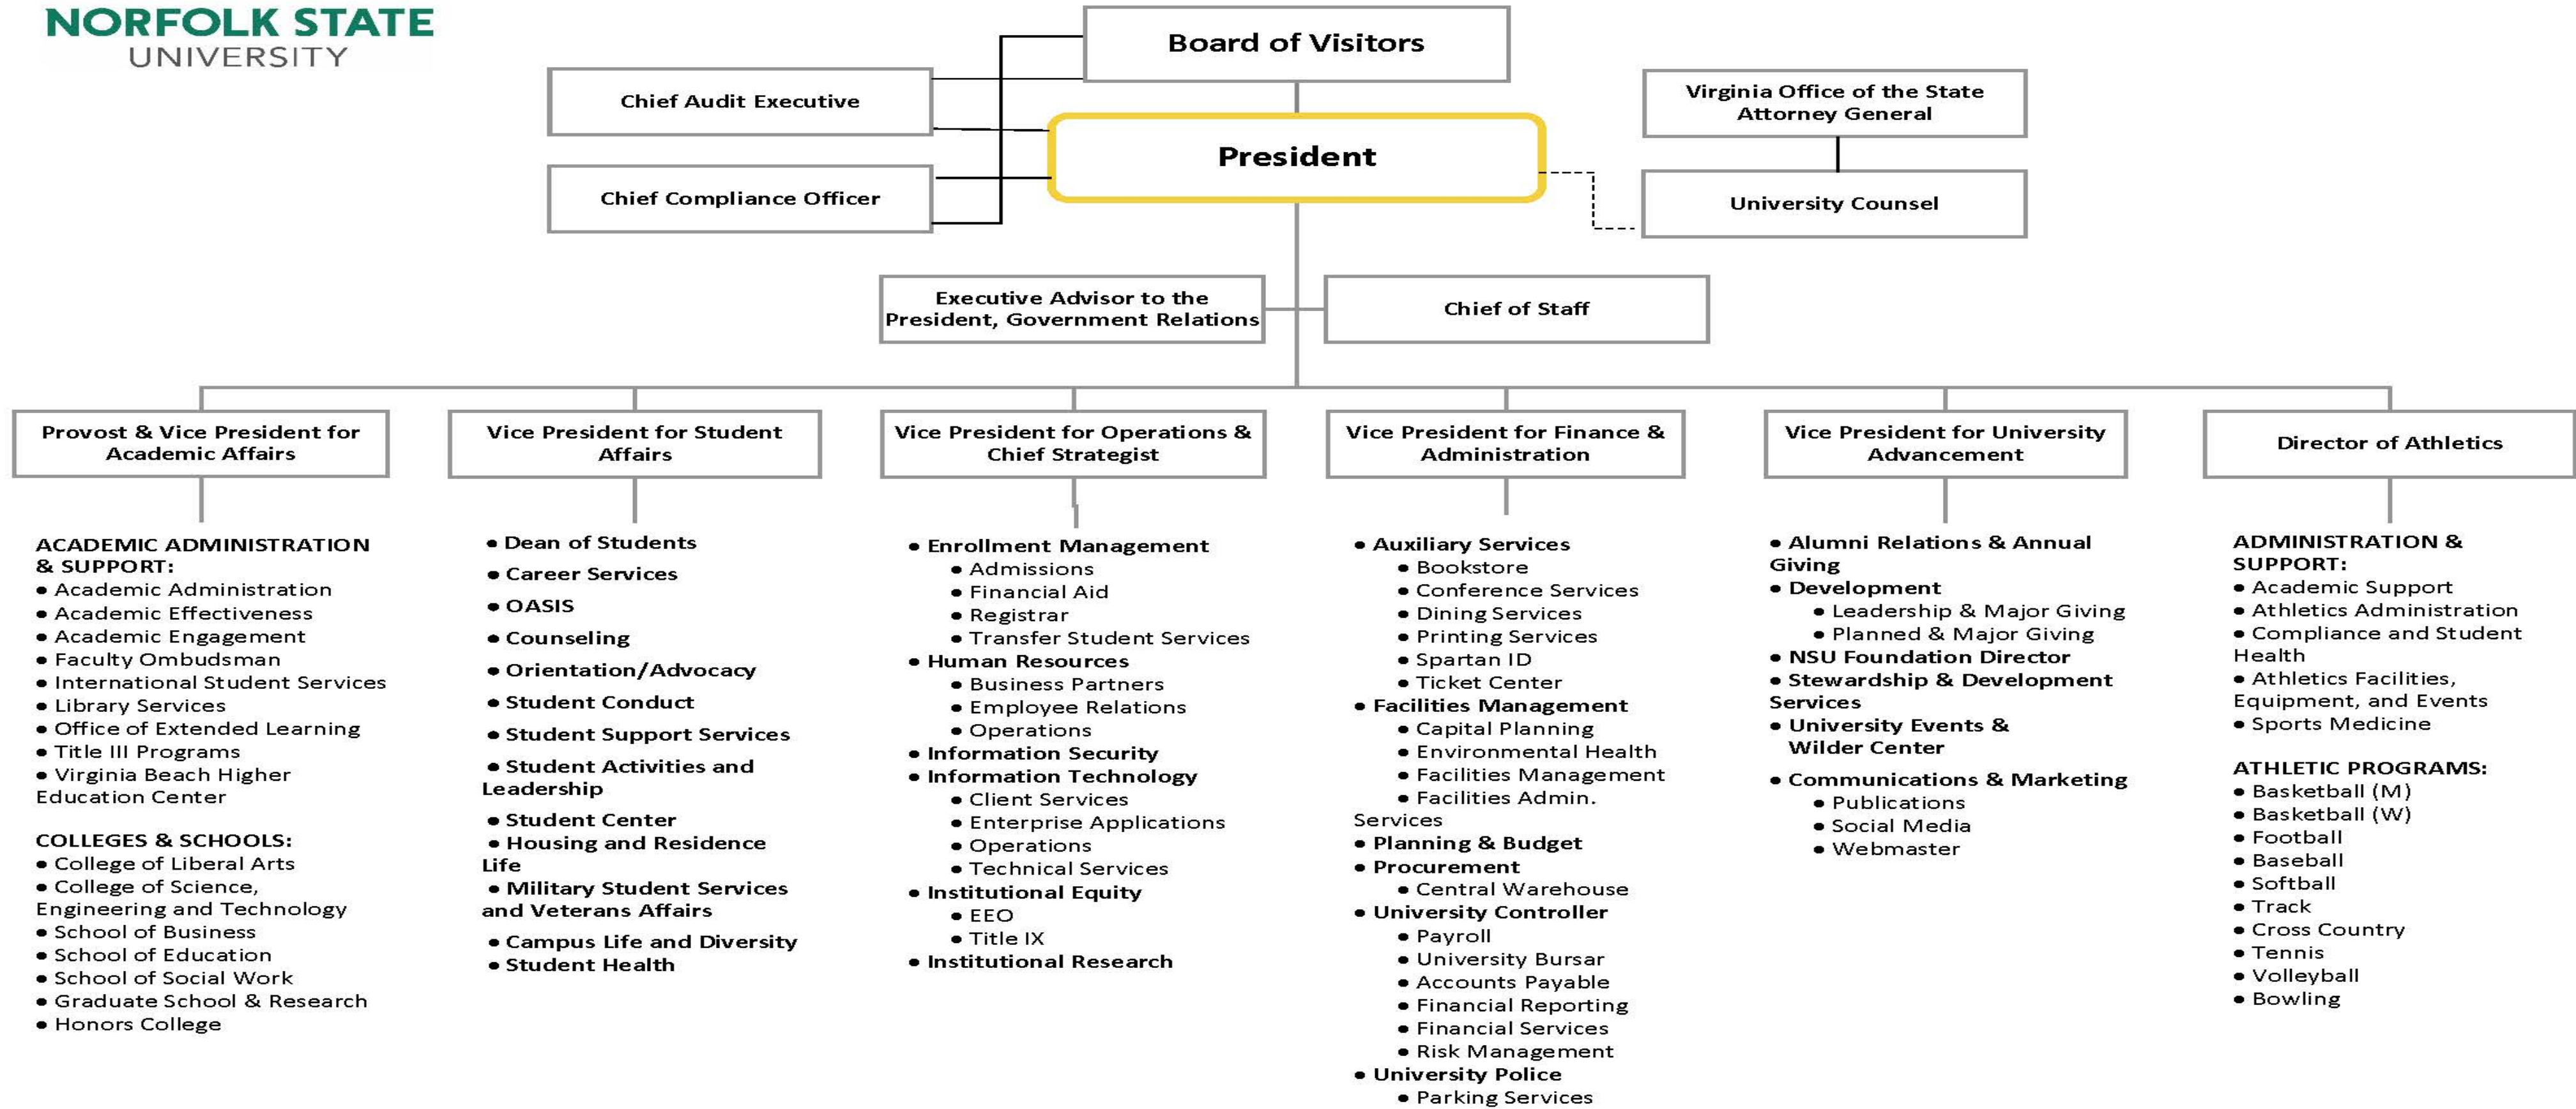 NORFOLK STATE
UNIVERSITY
Board of Visitors
Chief Audit Executive
Virginia Office of the State
Attorney General
President
Chief Compliance Officer
University Counsel
Executive Advisor to the
President, Government Relations
Chief of Staff
Provost & Vice President for
Academic Affairs
Vice President for Student
Affairs
Vice President for Operations &
Chief Strategist
Vice President for Finance &
Administration
Vice President for University
Advancement
Director of Athletics
ACADEMIC ADMINISTRATION
& SUPPORT:
• Academic Administration
• Academic Effectiveness
• Academic Engagement
• Faculty Ombudsman
• International Student Services
• Library Services
• Office of Extended Learning
• Title III Programs
• Virginia Beach Higher
Education Center
COLLEGES & SCHOOLS:
• College of Liberal Arts
• College of Science,
Engineering and Technology
• School of Business
• School of Education
• School of Social Work
• Graduate School & Research
• Honors College
• Dean of Students
• Career Services
• OASIS
• Counseling
• Orientation/Advocacy
• Student Conduct
• Student Support Services
• Student Activities and
Leadership
• Student Center
• Housing and Residence
Life
• Military Student Services
and Veterans Affairs
• Campus Life and Diversity
• Student Health
• Enrollment Management
• Admissions
• Financial Aid
• Registrar
• Transfer Student Services
• Human Resources
• Business Partners
• Employee Relations
• Operations
• Information Security
• Information Technology
• Client Services
• Enterprise Applications
• Operations
• Technical Services
• Institutional Equity
• EEO
• Title IX
• Institutional Research
• Auxiliary Services
• Bookstore
• Conference Services
• Dining Services
• Printing Services
• Spartan ID
• Ticket Center
• Facilities Management
• Capital Planning
• Environmental Health
• Facilities Management
• Facilities Admin.
Services
• Planning & Budget
• Procurement
• Central Warehouse
• University Controller
• Payroll
• University Bursar
• Accounts Payable
• Financial Reporting
• Financial Services
• Risk Management
• University Police
• Parking Services
• Alumni Relations & Annual
Giving
• Development
• Leadership & Major Giving
• Planned & Major Giving
• NSU Foundation Director
• Stewardship & Development
Services
• University Events &
Wilder Center
• Communications & Marketing
• Publications
• Social Media
• Webmaster
ADMINISTRATION &
SUPPORT:
• Academic Support
• Athletics Administration
• Compliance and Student
Health
• Athletics Facilities,
Equipment, and Events
• Sports Medicine
ATHLETIC PROGRAMS:
• Basketball (M)
• Basketball (W)
• Football
• Baseball
• Softball
• Track
• Cross Country
• Tennis
• Volleyball
• Bowling